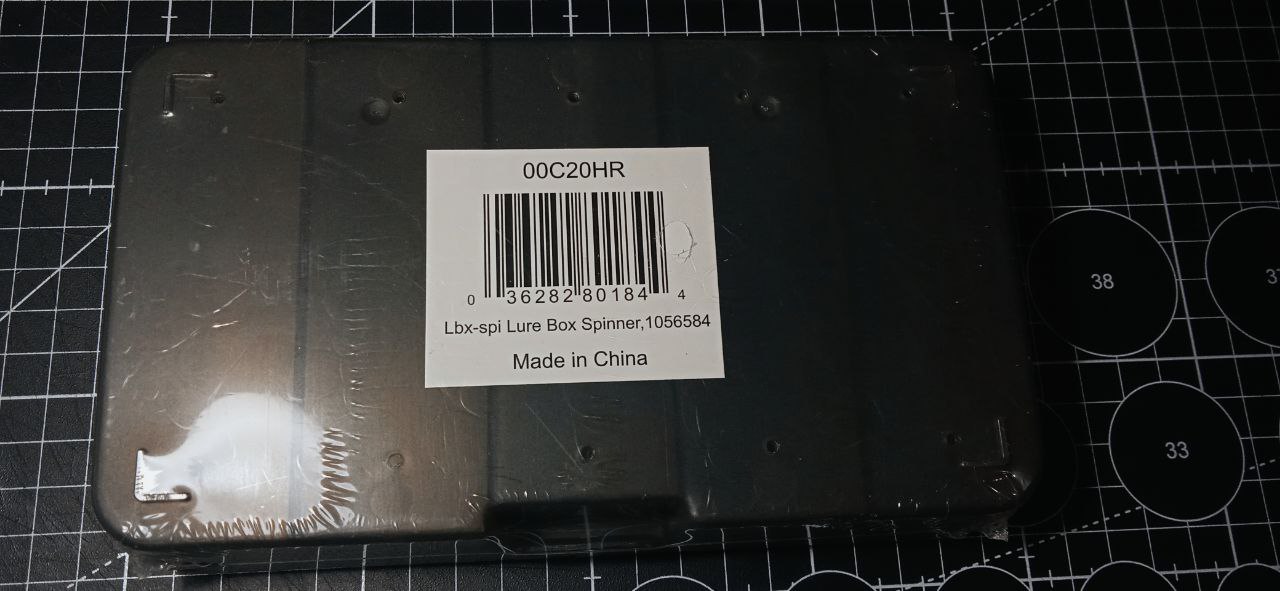 00C20HR
0 36282 80184 4
Lbx-spi Lure Box Spinner,1056584
Made in China
38
33